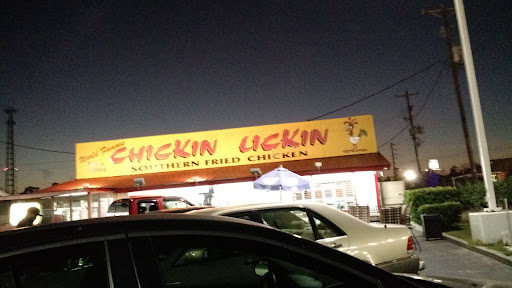 World Famous
CHICKIN LICKIN
SOUTHERN FRIED CHICKEN